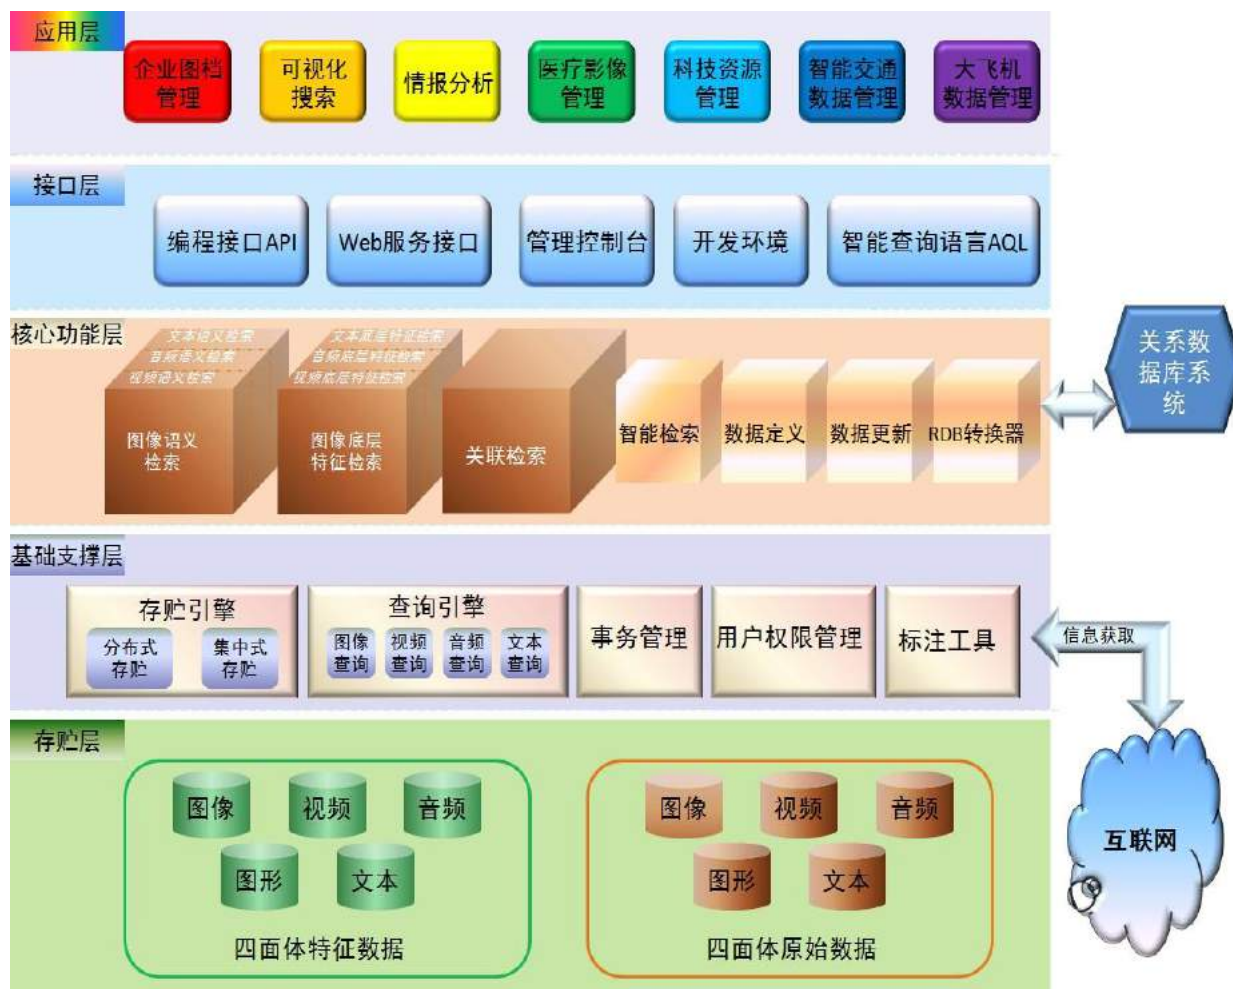 应用层
企业图档
管理
可视化
搜索
情报分析
医疗影像
管理
科技资源
管理
智能交通
数据管理
大飞机
数据管理
接口层
编程接口API
Web服务接口
管理控制台
开发环境
智能查询语言AQL
核心功能层
文本语义检索
音频语义检索
视频语义检索
图像语义
检索
文本底层特征检索
音频底层特征检索
视频底层特征检索
图像底层
特征检索
关联检索
智能检索
数据定义
数据更新
RDB转换器
关系数
据库系
统
基础支撑层
存贮引擎
分布式
存贮
集中式
存贮
查询引擎
图像
查询
视频
查询
音频
查询
文本
查询
事务管理
用户权限管理
标注工具
信息获取
存贮层
图像
视频
音频
图形
文本
四面体特征数据
图像
视频
音频
图形
文本
四面体原始数据
互联网